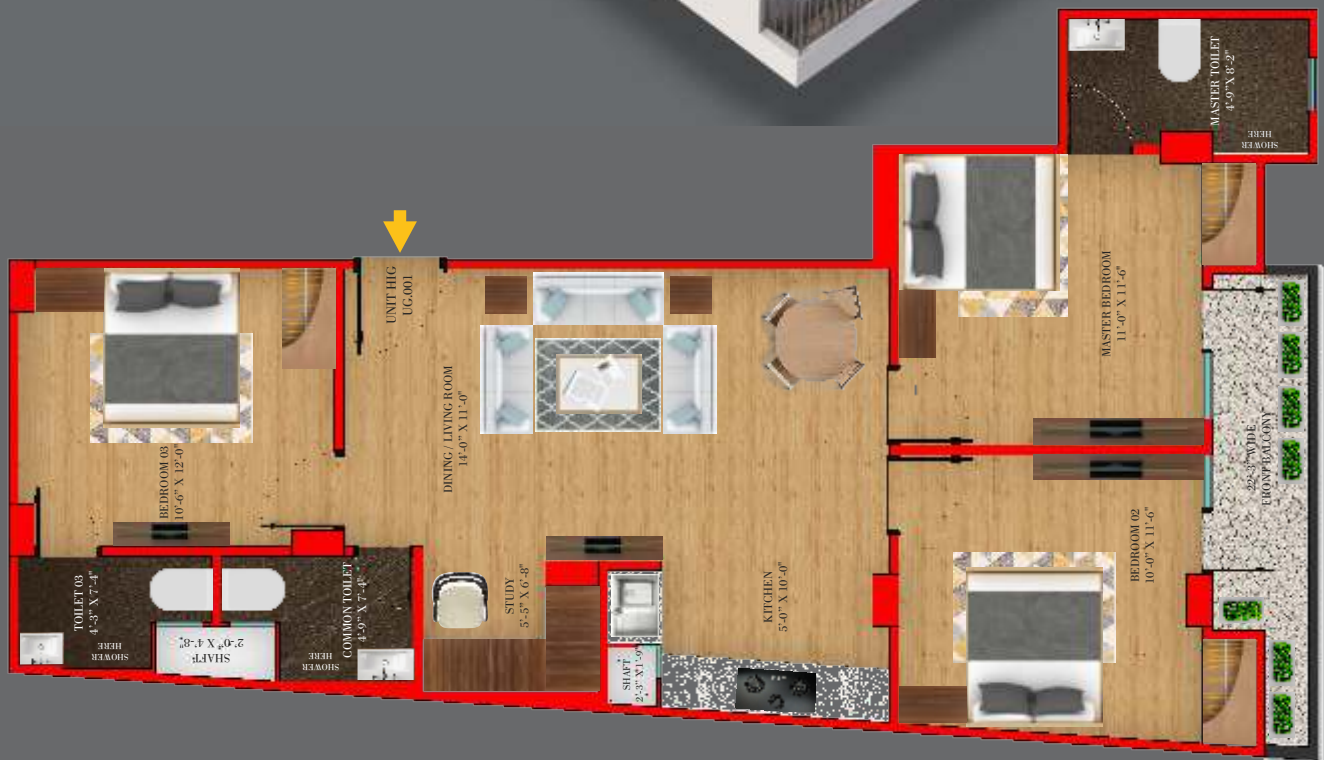 MASTER TOILET
4'-9" X 8'-2"
SHOWER
HERE
UNIT HIG
UG.001
MASTER BEDROOM
11'-0" X 11'-6"
DINING / LIVING ROOM
14'-0" X 11'-0"
BEDROOM 03
10'-6" X 12'-0"
22'-3" WIDE
FRONT BALCONY
BEDROOM 02
10'-0" X 11'-6"
TOILET 03
4'-3" X 7'-4"
SHOWER
HERE
SHAFT
2'-0" X 4'-8"
COMMON TOILET
4'-9" X 7'-4"
SHOWER
HERE
STUDY
5'-5" X 6'-8"
KITCHEN
5'-0" X 10'-0"
SHAFT
2'-3" X 1'-9"